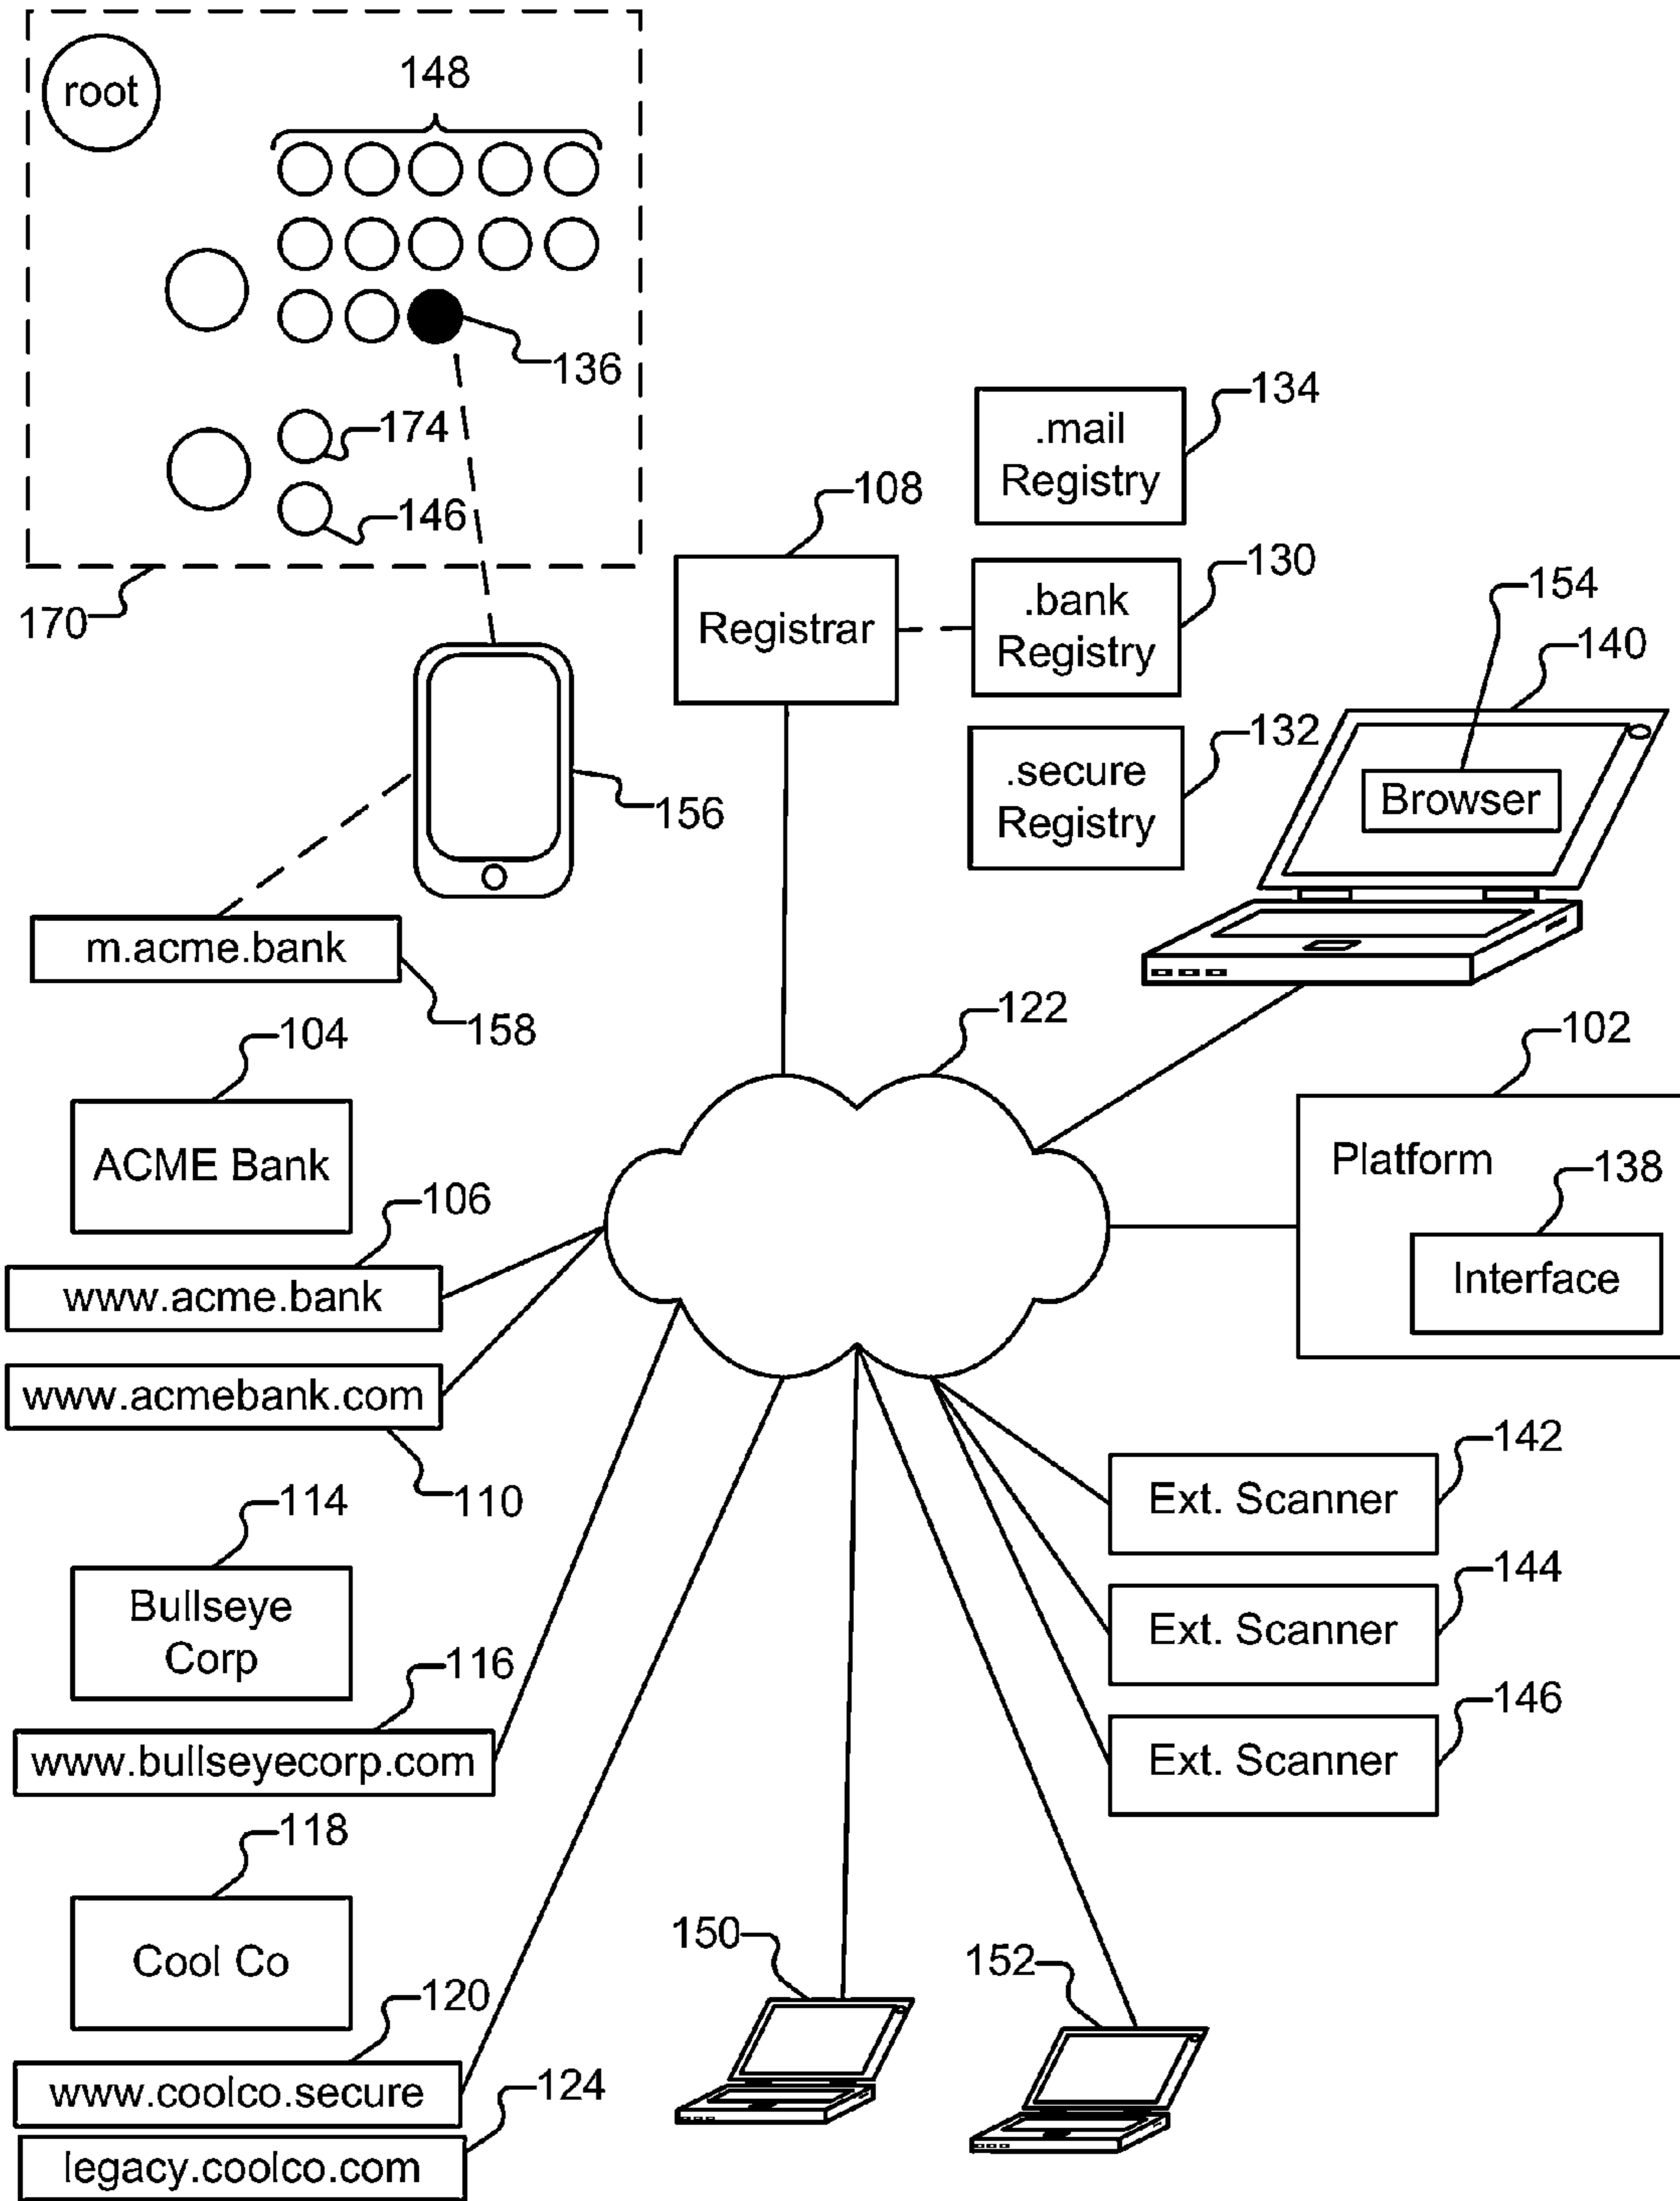 root
148
136
174
146
170
134
.mail
Registry
108
Registrar
130
.bank
Registry
154
140
132
.secure
Registry
Browser
156
m.acme.bank
158
122
104
ACME Bank
102
Platform
138
Interface
106
www.acme.bank
www.acmebank.com
110
142
Ext. Scanner
114
Bullseye
Corp
144
Ext. Scanner
116
www.bullseyecorp.com
146
Ext. Scanner
118
Cool Co
150
152
120
www.coolco.secure
124
legacy.coolco.com